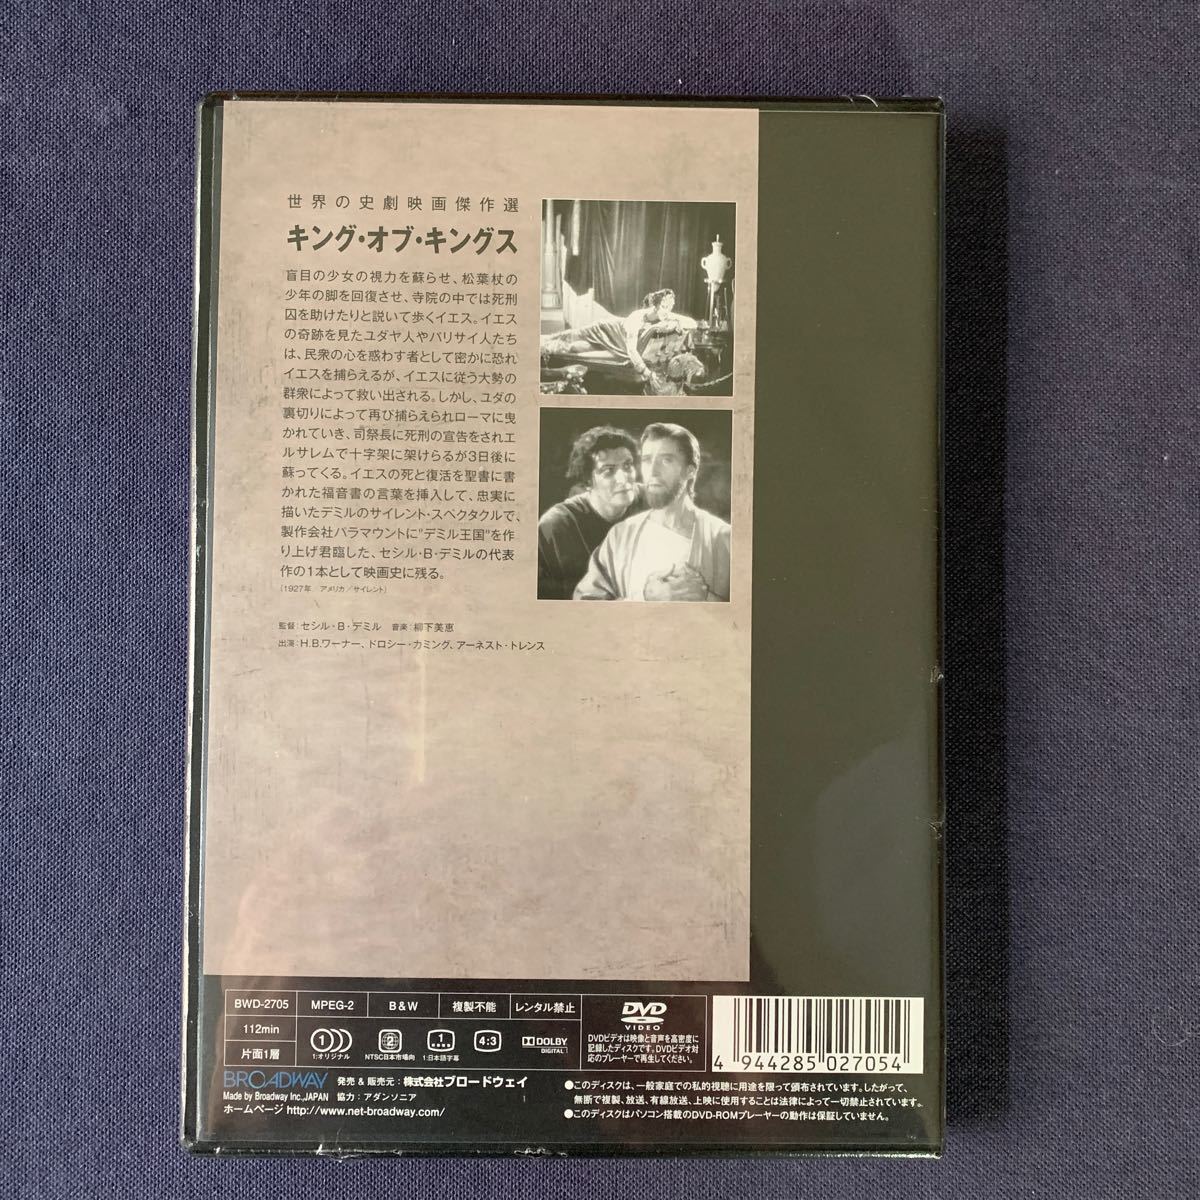 世界の史劇映画傑作選
キング・オブ・キングス
盲目の少女の視力を蘇らせ、松葉杖の
少年の脚を回復させ、寺院の中では死刑
囚を助けたりと説いて歩くイエス。イエス
の奇跡を見たユダヤ人やパリサイ人たち
は、民衆の心を惑わす者として密かに恐れ
イエスを捕らえるが、イエスに従う大勢の
群衆によって救い出される。しかし、ユダの
裏切りによって再び捕らえられローマに曳
かれていき、司祭長に死刑の宣告をされエ
ルサレムで十字架に架けらるが3日後に
蘇ってくる。イエスの死と復活を聖書に書
かれた福音書の言葉を挿入して、忠実に
描いたデミルのサイレント・スペクタクルで、
製作会社パラマウントに"デミル王国"を作
り上げ君臨した、セシル・B・デミルの代表
作の1本として映画史に残る。
(1927年／アメリカ／サイレント)
監督：セシル・B・デミル 音楽：柳下美恵
出演：H.B.ワーナー、ドロシー・カミング、アーネスト・トレンス
BWD-2705 MPEG-2 B&W 複製不能 レンタル禁止
112min
片面1層
1 1:オリジナル
2 NTSC日本市場向
1 1:日本語字幕
4:3
DOLBY DIGITAL
DVD VIDEO
DVDビデオは映像と音声を高密度に
記録したディスクです。DVDビデオ対
応のプレーヤーで再生してください。
4 944285 027054
BROADWAY 発売 & 販売元：株式会社ブロードウェイ
Made by Broadway Inc.,JAPAN 協力：アダンソニア
ホームページ http://www.net-broadway.com/
●このディスクは、一般家庭での私的視聴に用途を限って頒布されています。したがって、
無断で複製、放送、有線放送、上映に使用することは法律によって一切禁止されています。
●このディスクはパソコン搭載のDVD-ROMプレーヤーの動作は保証していません。